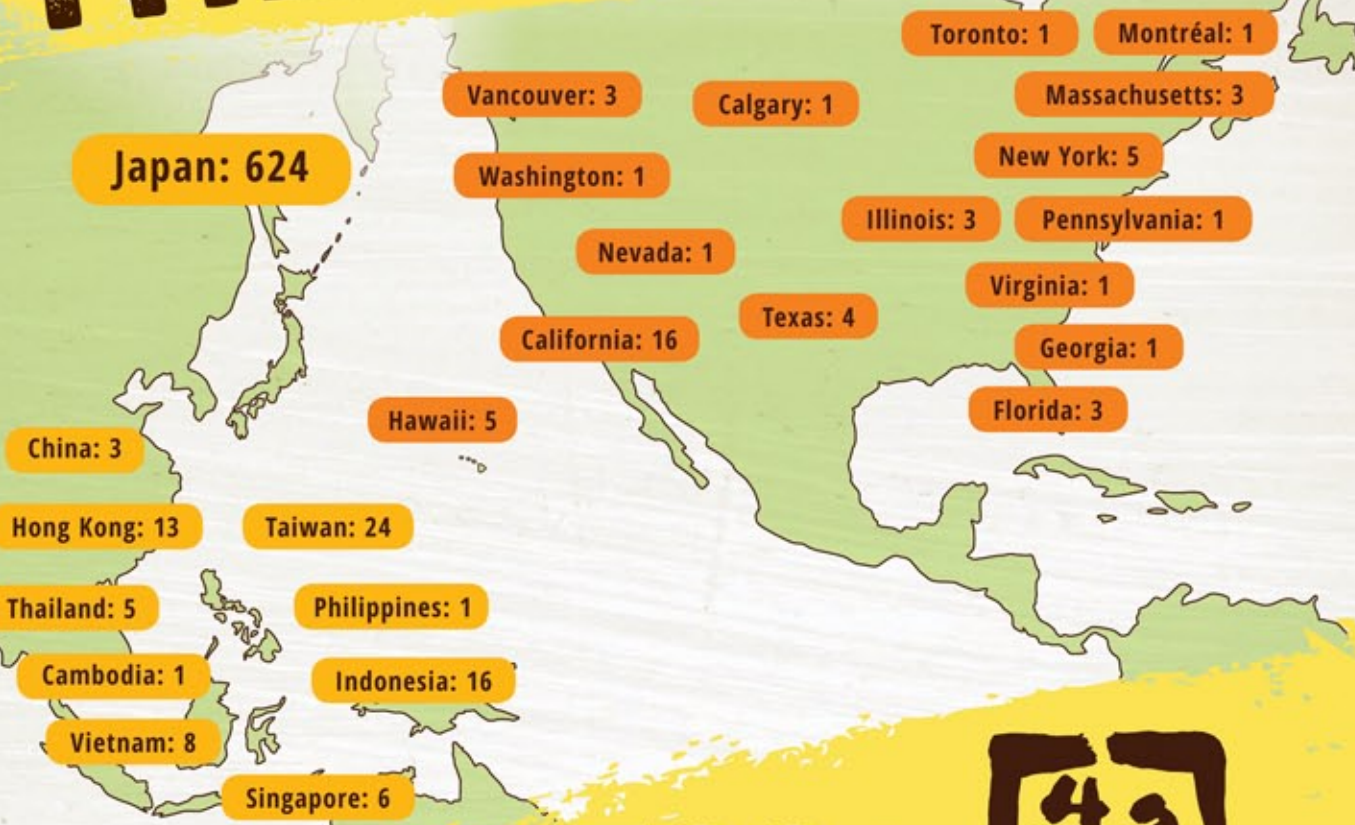 Toronto: 1
Montréal: 1
Vancouver: 3
Calgary: 1
Massachusetts: 3
Japan: 624
Washington: 1
New York: 5
Illinois: 3
Pennsylvania: 1
Nevada: 1
Virginia: 1
Texas: 4
California: 16
Georgia: 1
Hawaii: 5
Florida: 3
China: 3
Hong Kong: 13
Taiwan: 24
Thailand: 5
Philippines: 1
Cambodia: 1
Indonesia: 16
Vietnam: 8
Singapore: 6